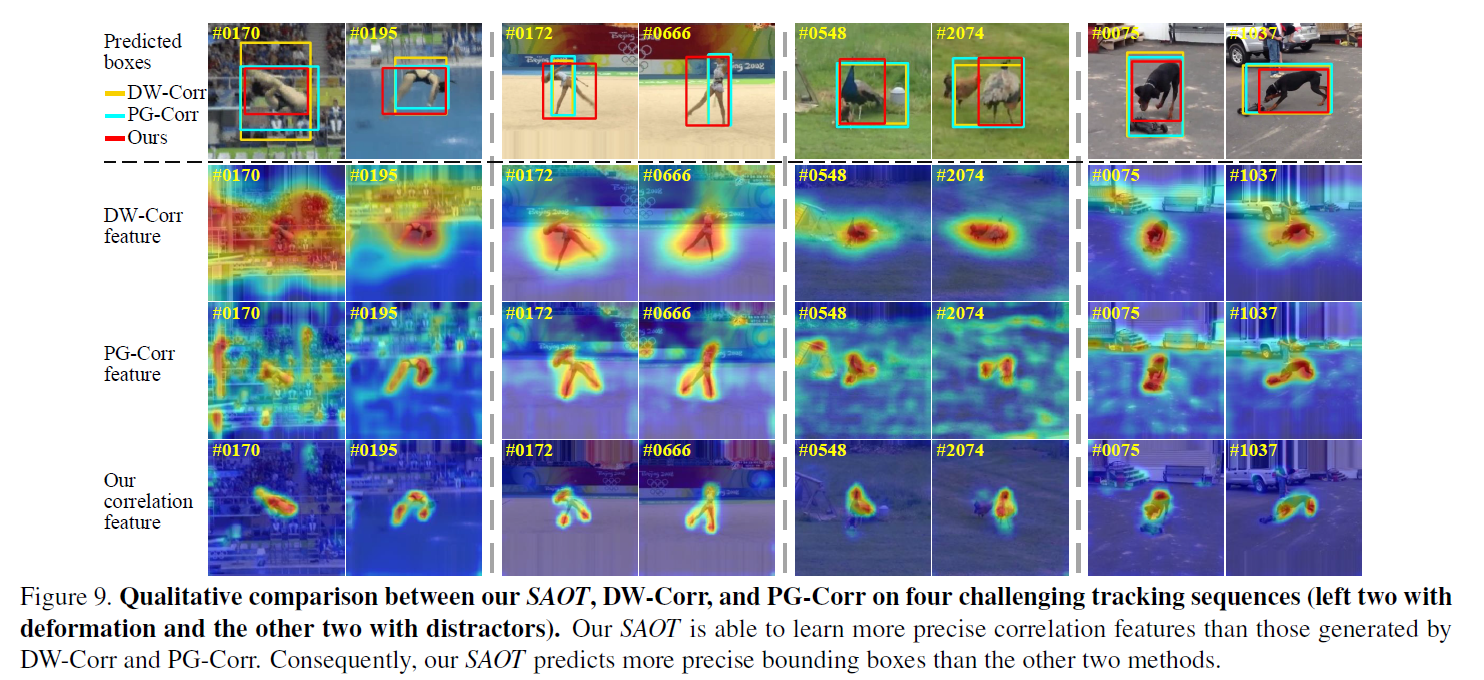 Predicted
boxes
DW-Corr
PG-Corr
Ours
#0170 #0195 #0172 #0666 #0548 #2074 #0075 #1037
DW-Corr
feature
#0170 #0195 #0172 #0666 #0548 #2074 #0075 #1037
PG-Corr
feature
#0170 #0195 #0172 #0666 #0548 #2074 #0075 #1037
Our
correlation
feature
#0170 #0195 #0172 #0666 #0548 #2074 #0075 #1037
Figure 9. Qualitative comparison between our SAOT, DW-Corr, and PG-Corr on four challenging tracking sequences (left two with
deformation and the other two with distractors). Our SAOT is able to learn more precise correlation features than those generated by
DW-Corr and PG-Corr. Consequently, our SAOT predicts more precise bounding boxes than the other two methods.